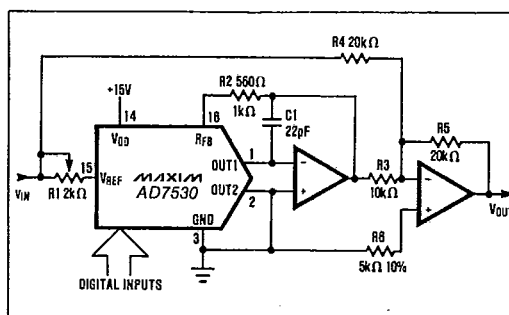 R4 20kΩ
+15V
R2 560Ω
1kΩ
14
16
VDD
RFB
C1
22pF
R5
20kΩ
VIN
R1 2kΩ
15
VREF
MAXIM
AD7530
OUT1
1
OUT2
2
R3
10kΩ
VOUT
GND
3
R6
5kΩ 10%
DIGITAL INPUTS